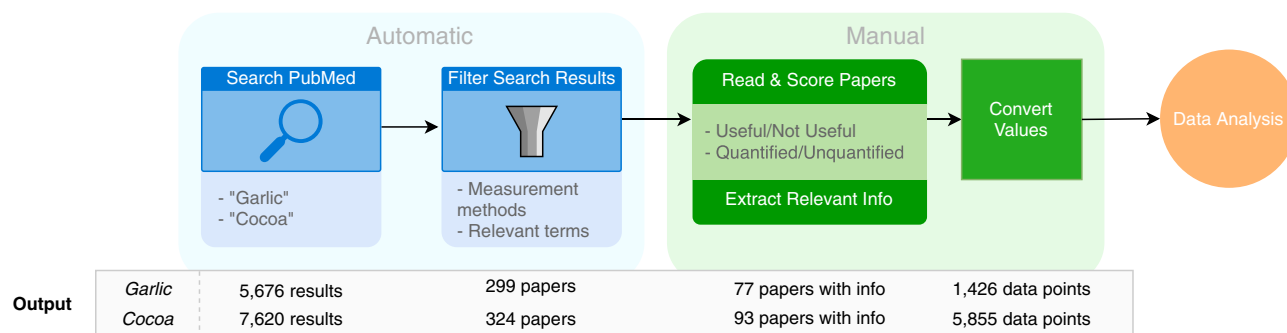 Automatic
Manual
Search PubMed
- "Garlic"
- "Cocoa"
Filter Search Results
- Measurement
methods
- Relevant terms
Read & Score Papers
- Useful/Not Useful
- Quantified/Unquantified
Extract Relevant Info
Convert
Values
Data Analysis
Output
Garlic 5,676 results 299 papers 77 papers with info 1,426 data points
Cocoa 7,620 results 324 papers 93 papers with info 5,855 data points